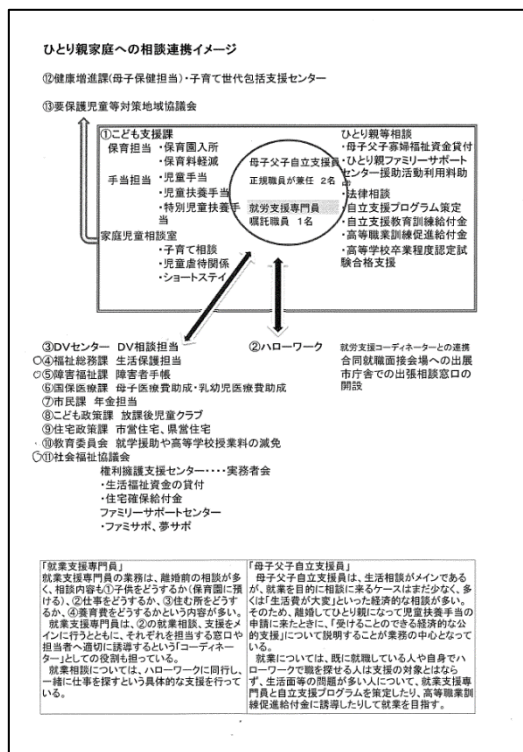 ひとり親家庭への相談連携イメージ
⑫健康増進課(母子保健担当)・子育て世代包括支援センター
⑬要保護児童等対策地域協議会
①こども支援課
保育担当 ・保育園入所
・保育料軽減
手当担当 ・児童手当
・児童扶養手当
・特別児童扶養手
当
家庭児童相談室
・子育て相談
・児童虐待関係
・ショートステイ
母子父子自立支援員
正規職員が兼任 2名
就労支援専門員
嘱託職員 1名
ひとり親等相談
・母子父子寡婦福祉資金貸付
・ひとり親ファミリーサポート
センター援助活動利用料助
・法律相談
・自立支援プログラム策定
・自立支援教育訓練給付金
・高等職業訓練促進給付金
・高等学校卒業程度認定試
験合格支援
③DVセンター DV相談担当
④福祉総務課 生活保護担当
⑤障害福祉課 障害者手帳
⑥国保医療課 母子医療費助成・乳幼児医療費助成
⑦市民課 年金担当
⑧こども政策課 放課後児童クラブ
⑨住宅政策課 市営住宅、県営住宅
⑩教育委員会 就学援助や高等学校授業料の減免
⑪社会福祉協議会
権利擁護支援センター・・・・実務者会
・生活福祉資金の貸付
・住宅確保給付金
ファミリーサポートセンター
・ファミサポ、夢サポ
②ハローワーク
就労支援コーディネーターとの連携
合同就職面接会場への出展
市庁舎での出張相談窓口の
開設
「就業支援専門員」
就業支援専門員の業務は、離婚前の相談が多
く、相談内容も①子供をどうするか(保育園に預
ける)、②仕事をどうするか、③住む所をどうす
るか、④養育費をどうするかという内容が多い。
就業支援専門員は、②の就業相談、支援をメ
インに行うとともに、それぞれを担当する窓口や
担当者へ適切に誘導するという「コーディネー
ター」としての役割も担っている。
就業相談については、ハローワークに同行し、
一緒に仕事を探すという具体的な支援を行って
いる。
「母子父子自立支援員」
母子父子自立支援員は、生活相談がメインであ
るが、就業を目的に相談に来るケースはまだ少なく、多
くは「生活費が大変」といった経済的な相談が多い。
そのため、離婚してひとり親になって児童扶養手当の
申請に来たときに、「受けることのできる経済的な公
的支援」について説明することが業務の中心となって
いる。
就業については、既に就職している人や自身でハ
ローワークで職を探せる人は支援の対象とはなら
ず、生活面等の問題が多い人について、就業支援専
門員と自立支援プログラムを策定したり、高等職業訓
練促進給付金に誘導したりして就業を目指す。